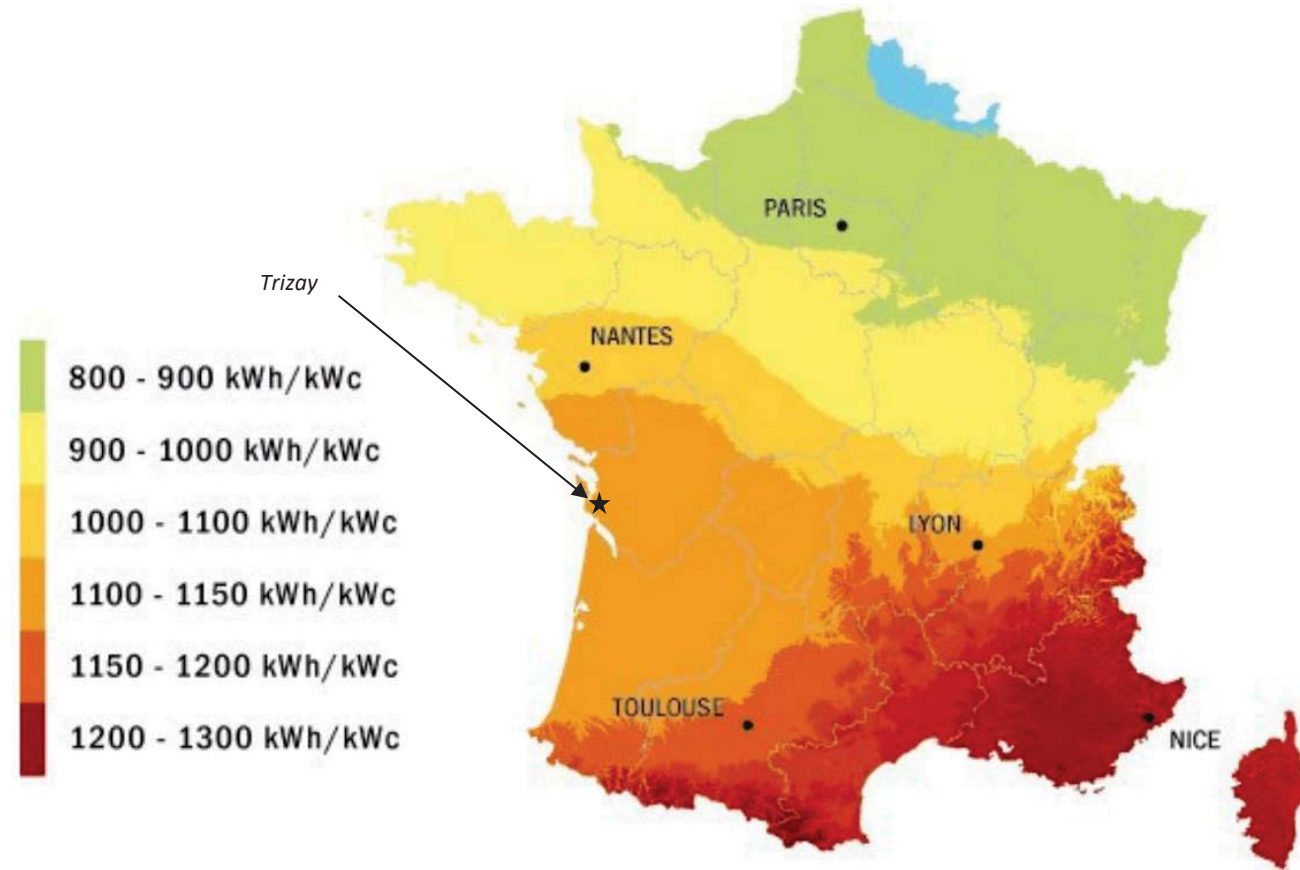 PARIS
Trizay
NANTES
800 - 900 kWh/kWc
900 - 1000 kWh/kWc
1000 - 1100 kWh/kWc
LYON
1100 - 1150 kWh/kWc
1150 - 1200 kWh/kWc
TOULOUSE
1200 - 1300 kWh/kWc
NICE